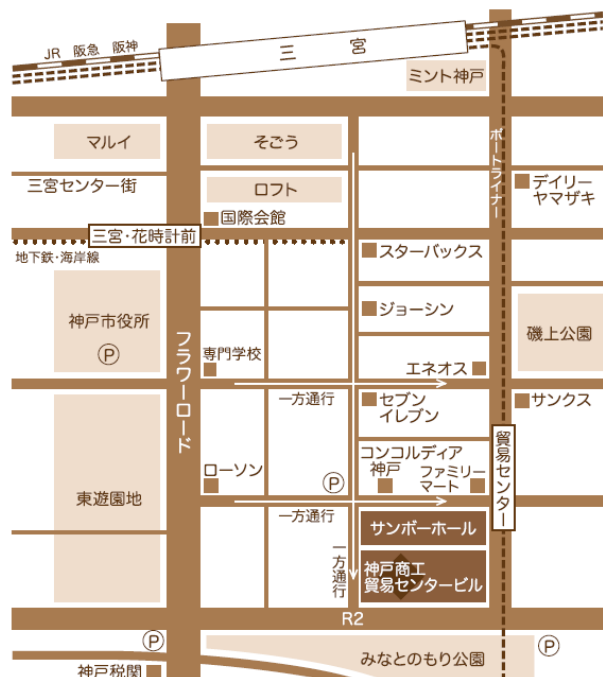 JR 阪急 阪神
三宮
ミント神戸
マルイ
そごう
ポートライナー
三宮センター街
ロフト
デイリー
ヤマザキ
国際会館
三宮・花時計前
地下鉄・海岸線
スターバックス
神戸市役所
P
フラワーロード
ジョーシン
磯上公園
専門学校
エネオス
一方通行
セブン
イレブン
サンクス
貿易センター
コンコルディア
神戸
ファミリー
マート
ローソン
P
東遊園地
一方通行
サンボーホール
一方通行
神戸商工
貿易センタービル
R2
P
P
みなとのもり公園
神戸税関